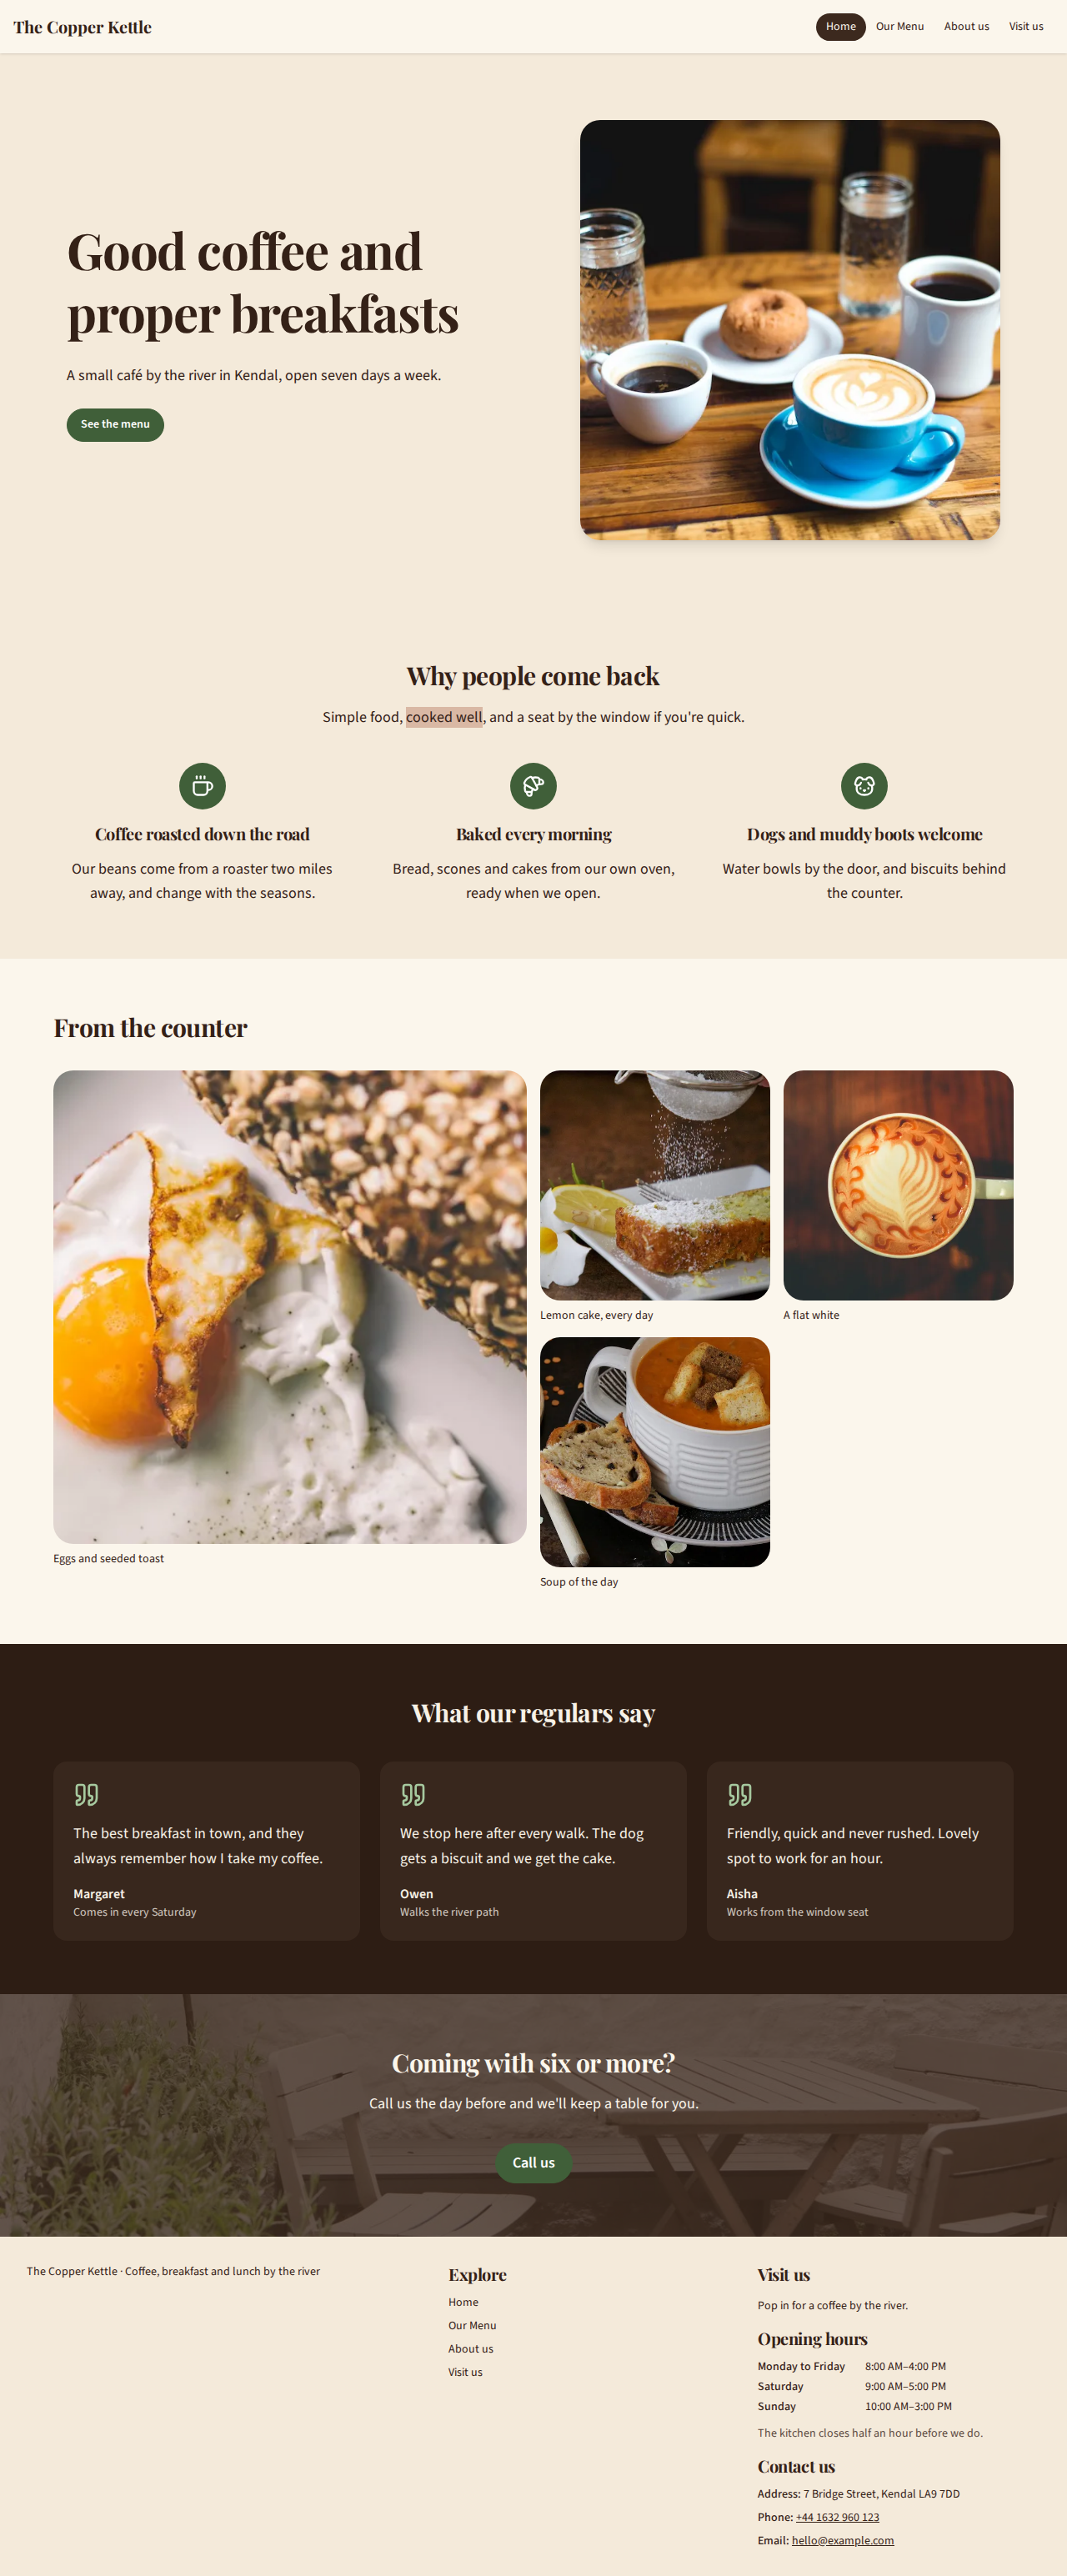 The Copper Kettle
Home
Our Menu
About us
Visit us
Good coffee and
proper breakfasts
A small café by the river in Kendal, open seven days a week.
See the menu
Why people come back
Simple food, cooked well, and a seat by the window if you're quick.
Coffee roasted down the road
Our beans come from a roaster two miles
away, and change with the seasons.
Baked every morning
Bread, scones and cakes from our own oven,
ready when we open.
Dogs and muddy boots welcome
Water bowls by the door, and biscuits behind
the counter.
From the counter
Eggs and seeded toast
Lemon cake, every day
A flat white
Soup of the day
What our regulars say
The best breakfast in town, and they
always remember how I take my coffee.
Margaret
Comes in every Saturday
We stop here after every walk. The dog
gets a biscuit and we get the cake.
Owen
Walks the river path
Friendly, quick and never rushed. Lovely
spot to work for an hour.
Aisha
Works from the window seat
Coming with six or more?
Call us the day before and we'll keep a table for you.
Call us
The Copper Kettle · Coffee, breakfast and lunch by the river
Explore
Home
Our Menu
About us
Visit us
Visit us
Pop in for a coffee by the river.
Opening hours
Monday to Friday 8:00 AM–4:00 PM
Saturday 9:00 AM–5:00 PM
Sunday 10:00 AM–3:00 PM
The kitchen closes half an hour before we do.
Contact us
Address: 7 Bridge Street, Kendal LA9 7DD
Phone: +44 1632 960 123
Email: hello@example.com